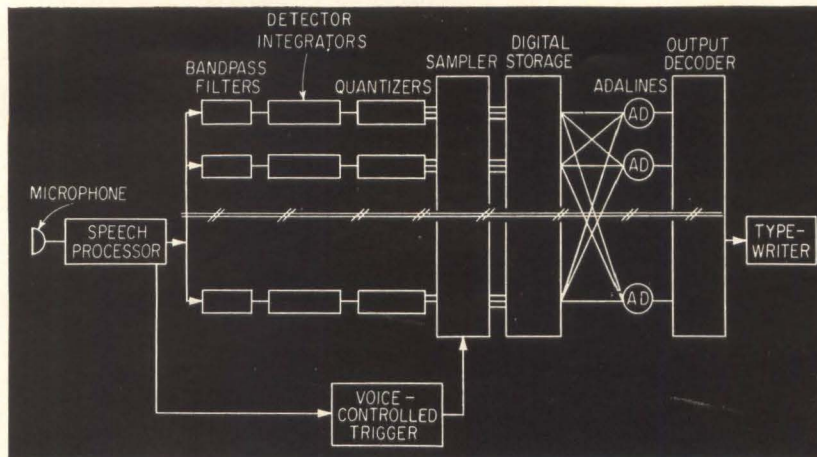 DETECTOR
INTEGRATORS
BANDPASS
FILTERS
QUANTIZERS
SAMPLER
DIGITAL
STORAGE
ADALINES
OUTPUT
DECODER
AD
AD
MICROPHONE
SPEECH
PROCESSOR
TYPE-
WRITER
AD
VOICE-
CONTROLLED
TRIGGER